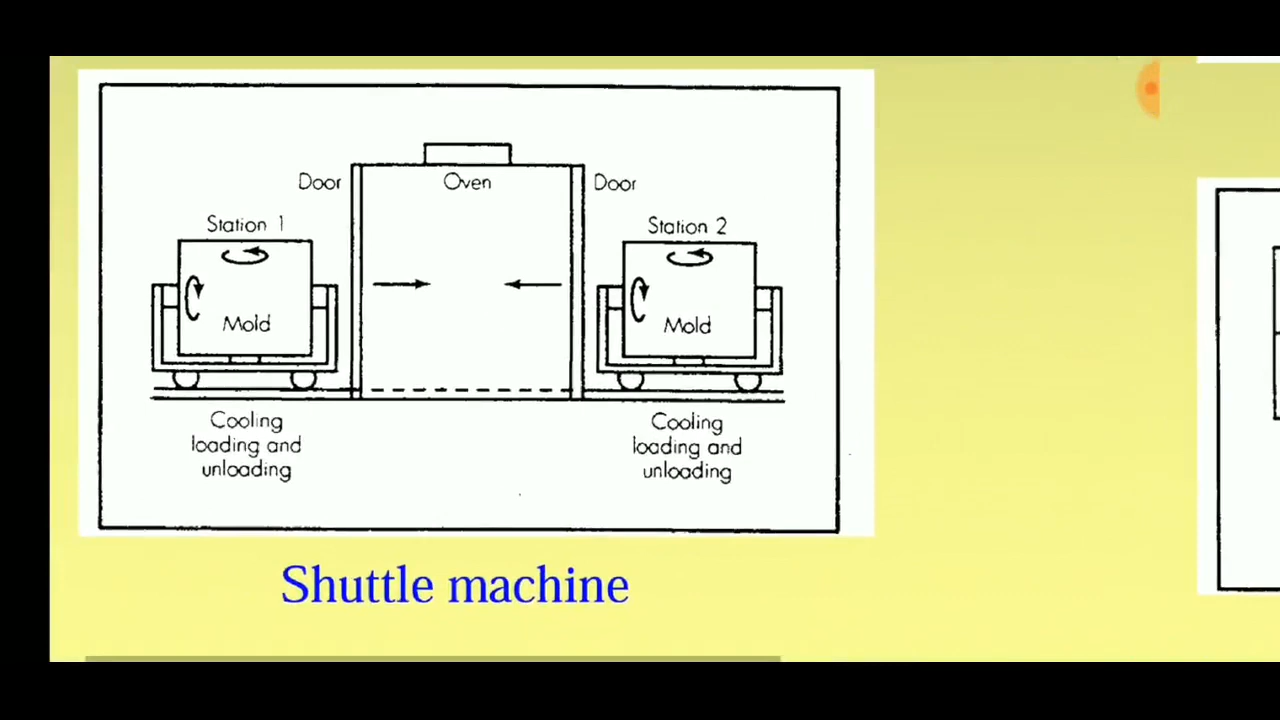 Door
Oven
Door
Station 1
Station 2
Mold
Mold
Cooling
loading and
unloading
Cooling
loading and
unloading
Shuttle machine